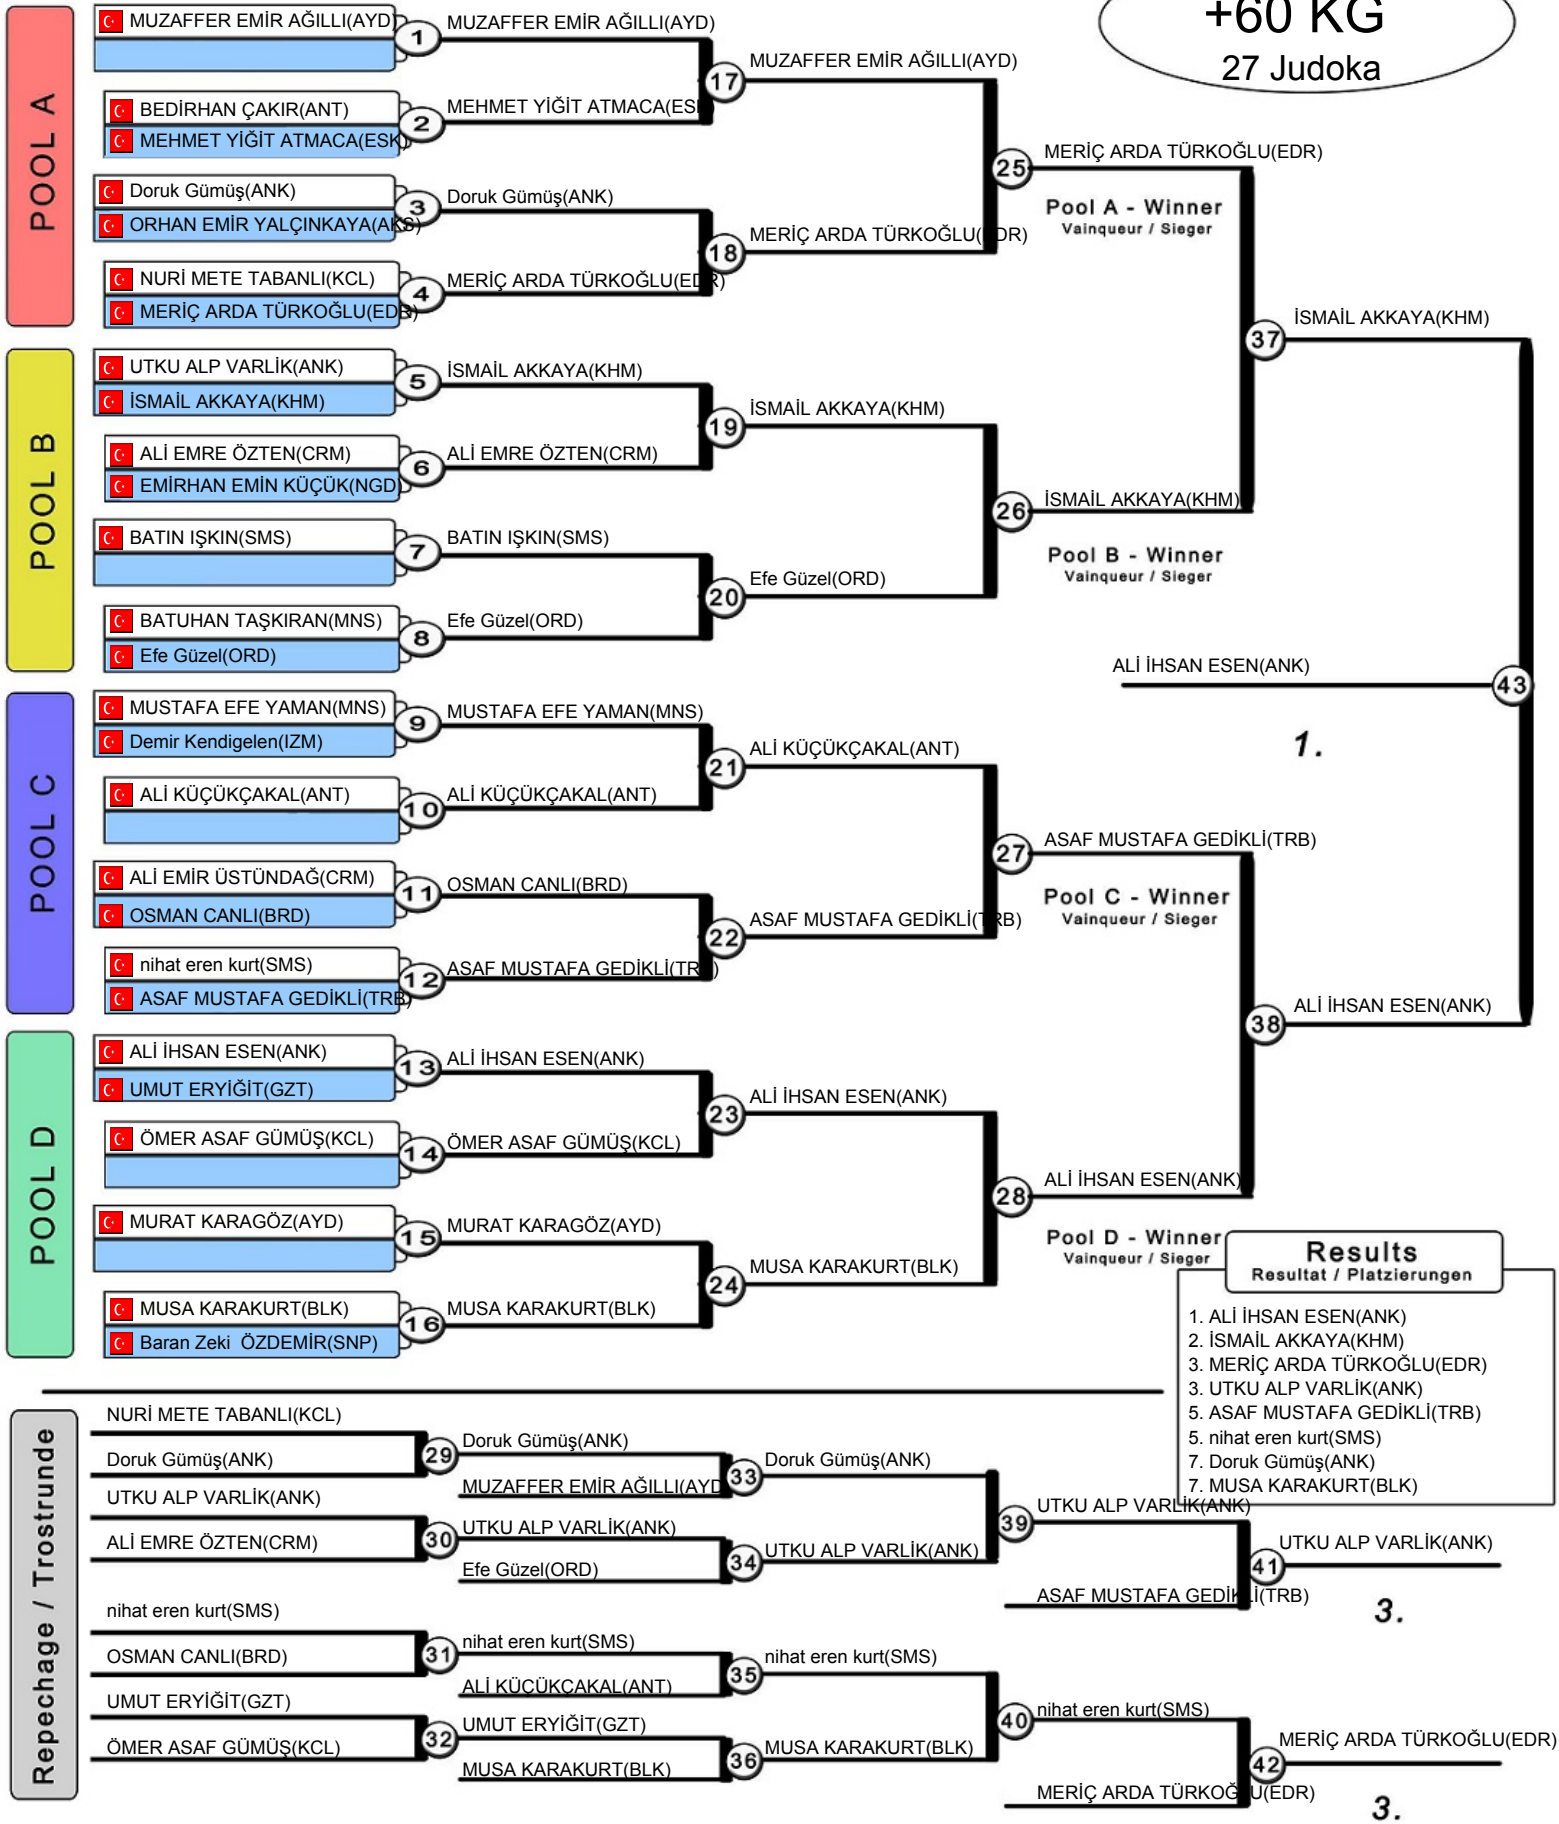 +60 KG
27 Judoka
POOL A
MUZAFFER EMİR AĞILLI(AYD)
1
BEDİRHAN ÇAKIR(ANT)
MEHMET YİĞİT ATMACA(ESK)
2
Doruk Gümüş(ANK)
ORHAN EMİR YALÇINKAYA(AKS)
3
NURİ METE TABANLI(KCL)
MERİÇ ARDA TÜRKOĞLU(EDR)
4
POOL B
UTKU ALP VARLİK(ANK)
İSMAİL AKKAYA(KHM)
5
ALİ EMRE ÖZTEN(CRM)
EMİRHAN EMİN KÜÇÜK(NGD)
6
BATIN IŞKIN(SMS)
7
BATUHAN TAŞKIRAN(MNS)
Efe Güzel(ORD)
8
POOL C
MUSTAFA EFE YAMAN(MNS)
Demir Kendigelen(IZM)
9
ALİ KÜÇÜKÇAKAL(ANT)
10
ALİ EMİR ÜSTÜNDAĞ(CRM)
OSMAN CANLI(BRD)
11
nihat eren kurt(SMS)
ASAF MUSTAFA GEDİKLİ(TRB)
12
POOL D
ALİ İHSAN ESEN(ANK)
UMUT ERYİĞİT(GZT)
13
ÖMER ASAF GÜMÜŞ(KCL)
14
MURAT KARAGÖZ(AYD)
15
MUSA KARAKURT(BLK)
Baran Zeki  ÖZDEMİR(SNP)
16
MUZAFFER EMİR AĞILLI(AYD)
MEHMET YİĞİT ATMACA(ESK)
17
Doruk Gümüş(ANK)
MERİÇ ARDA TÜRKOĞLU(EDR)
18
İSMAİL AKKAYA(KHM)
ALİ EMRE ÖZTEN(CRM)
19
BATIN IŞKIN(SMS)
Efe Güzel(ORD)
20
MUSTAFA EFE YAMAN(MNS)
ALİ KÜÇÜKÇAKAL(ANT)
21
OSMAN CANLI(BRD)
ASAF MUSTAFA GEDİKLİ(TRB)
22
ALİ İHSAN ESEN(ANK)
ÖMER ASAF GÜMÜŞ(KCL)
23
MURAT KARAGÖZ(AYD)
MUSA KARAKURT(BLK)
24
MUZAFFER EMİR AĞILLI(AYD)
MERİÇ ARDA TÜRKOĞLU(EDR)
25
İSMAİL AKKAYA(KHM)
Efe Güzel(ORD)
26
ALİ KÜÇÜKÇAKAL(ANT)
ASAF MUSTAFA GEDİKLİ(TRB)
27
ALİ İHSAN ESEN(ANK)
MUSA KARAKURT(BLK)
28
MERİÇ ARDA TÜRKOĞLU(EDR)
Pool A - Winner
Vainqueur / Sieger
İSMAİL AKKAYA(KHM)
Pool B - Winner
Vainqueur / Sieger
37
ASAF MUSTAFA GEDİKLİ(TRB)
Pool C - Winner
Vainqueur / Sieger
ALİ İHSAN ESEN(ANK)
Pool D - Winner
Vainqueur / Sieger
38
İSMAİL AKKAYA(KHM)
ALİ İHSAN ESEN(ANK)
43
ALİ İHSAN ESEN(ANK)
1.
Results
Resultat / Platzierungen
1. ALİ İHSAN ESEN(ANK)
2. İSMAİL AKKAYA(KHM)
3. MERİÇ ARDA TÜRKOĞLU(EDR)
3. UTKU ALP VARLİK(ANK)
5. ASAF MUSTAFA GEDİKLİ(TRB)
5. nihat eren kurt(SMS)
7. Doruk Gümüş(ANK)
7. MUSA KARAKURT(BLK)
Repechage / Trostrunde
NURİ METE TABANLI(KCL)
Doruk Gümüş(ANK)
29
UTKU ALP VARLİK(ANK)
ALİ EMRE ÖZTEN(CRM)
30
nihat eren kurt(SMS)
OSMAN CANLI(BRD)
31
UMUT ERYİĞİT(GZT)
ÖMER ASAF GÜMÜŞ(KCL)
32
Doruk Gümüş(ANK)
MUZAFFER EMİR AĞILLI(AYD
33
UTKU ALP VARLİK(ANK)
Efe Güzel(ORD)
34
nihat eren kurt(SMS)
ALİ KÜÇÜKÇAKAL(ANT)
35
UMUT ERYİĞİT(GZT)
MUSA KARAKURT(BLK)
36
Doruk Gümüş(ANK)
UTKU ALP VARLİK(ANK)
39
nihat eren kurt(SMS)
MUSA KARAKURT(BLK)
40
UTKU ALP VARLİK(ANK)
ASAF MUSTAFA GEDİKLİ(TRB)
41
nihat eren kurt(SMS)
MERİÇ ARDA TÜRKOĞLU(EDR)
42
UTKU ALP VARLİK(ANK)
3.
MERİÇ ARDA TÜRKOĞLU(EDR)
3.